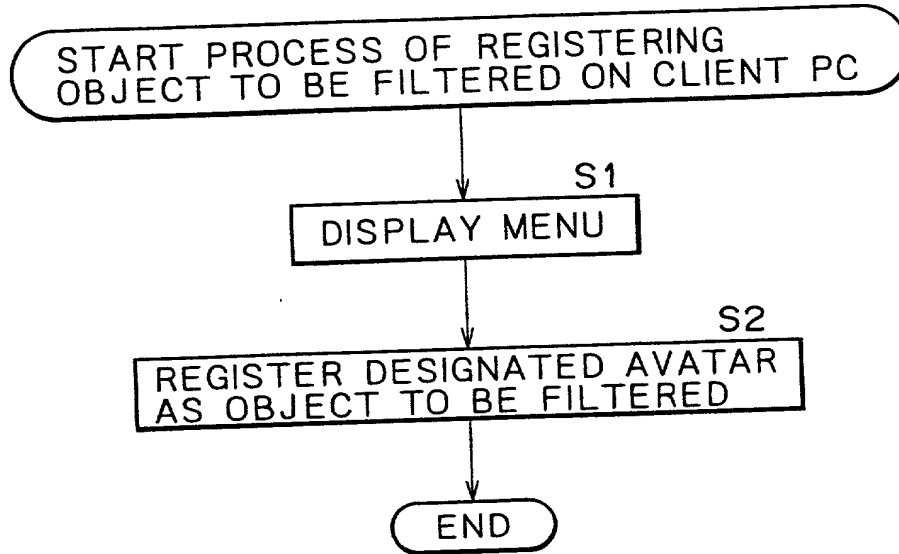 START PROCESS OF REGISTERING
OBJECT TO BE FILTERED ON CLIENT PC
S1
DISPLAY MENU
S2
REGISTER DESIGNATED AVATAR
AS OBJECT TO BE FILTERED
END